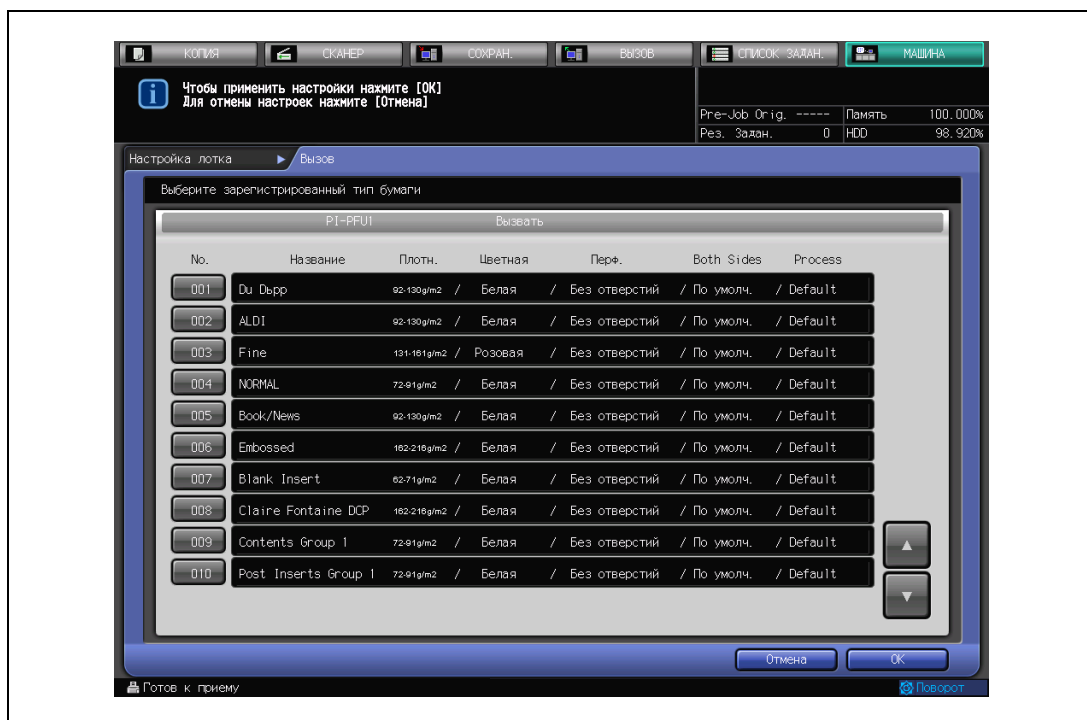 КОПИЯ СКАНЕР СОХРАН. ВЫЗОВ СПИСОК ЗАДАН. МАШИНА
Чтобы применить настройки нажмите [OK]
Для отмены настроек нажмите [Отмена]
Pre-Job Orig. ----- Память 100.000%
Рез. Задан. 0 HDD 98.920%
Настройка лотка ▶ Вызов
Выберите зарегистрированный тип бумаги
PI-PFU1 Вызвать
No. Название Плотн. Цветная Перф. Both Sides Process
001 Du Dьpp 92-130g/m2 / Белая / Без отверстий / По умолч. / Default
002 ALDI 92-130g/m2 / Белая / Без отверстий / По умолч. / Default
003 Fine 131-161g/m2 / Розовая / Без отверстий / По умолч. / Default
004 NORMAL 72-91g/m2 / Белая / Без отверстий / По умолч. / Default
005 Book/News 92-130g/m2 / Белая / Без отверстий / По умолч. / Default
006 Embossed 162-216g/m2 / Белая / Без отверстий / По умолч. / Default
007 Blank Insert 62-71g/m2 / Белая / Без отверстий / По умолч. / Default
008 Claire Fontaine DCP 162-216g/m2 / Белая / Без отверстий / По умолч. / Default
009 Contents Group 1 72-91g/m2 / Белая / Без отверстий / По умолч. / Default
010 Post Inserts Group 1 72-91g/m2 / Белая / Без отверстий / По умолч. / Default
Отмена OK
Готов к приему Поворот